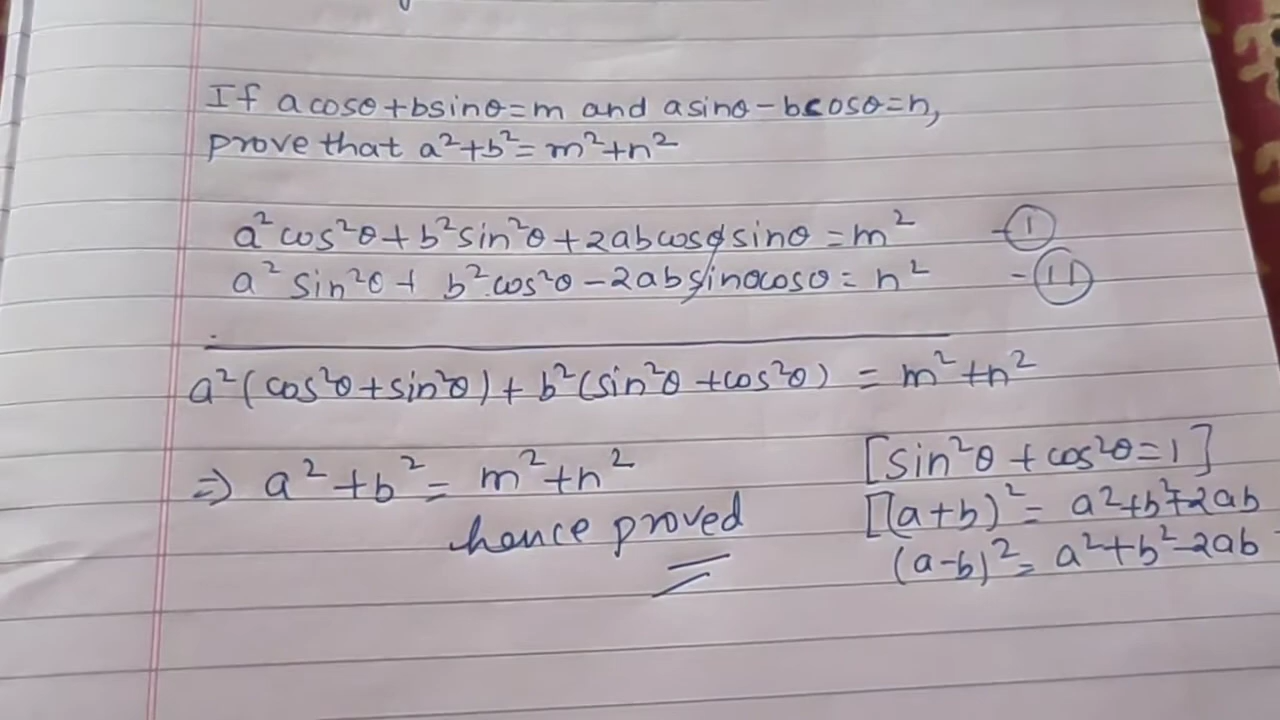 If acosθ+bsinθ=m and asinθ-bcosθ=n,
prove that a²+b²=m²+n²
a²cos²θ+b²sin²θ+2abcosθsinθ=m² -①
a²sin²θ+b²cos²θ-2absinθcosθ=n² -⑪
a²(cos²θ+sin²θ)+b²(sin²θ+cos²θ)=m²+n²
⇒ a²+b²=m²+n² [sin²θ+cos²θ=1]
hence proved [(a+b)²=a²+b²+2ab
(a-b)²=a²+b²-2ab